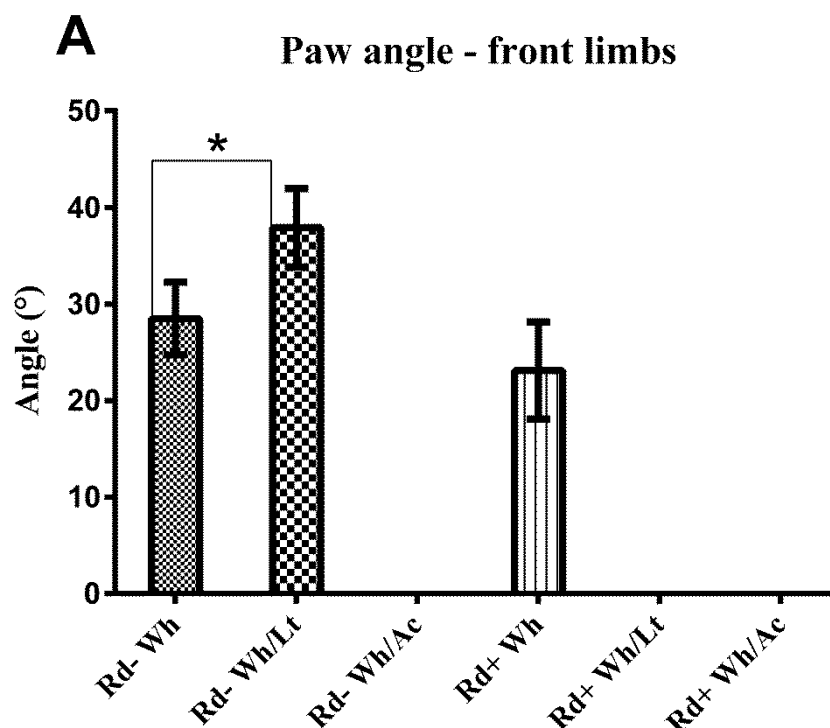 A
Paw angle - front limbs
Angle (°)
50
40
30
20
10
0
*
Rd- Wh
Rd- Wh/Lt
Rd- Wh/Ac
Rd+ Wh
Rd+ Wh/Lt
Rd+ Wh/Ac